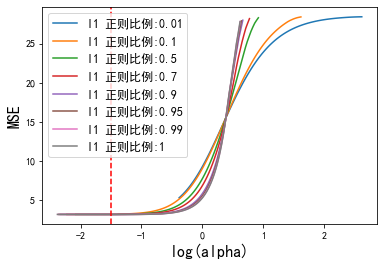 l1 正则比例:0.01
l1 正则比例:0.1
l1 正则比例:0.5
l1 正则比例:0.7
l1 正则比例:0.9
l1 正则比例:0.95
l1 正则比例:0.99
l1 正则比例:1
MSE
25
20
15
10
5
−2 −1 0 1 2
log(alpha)